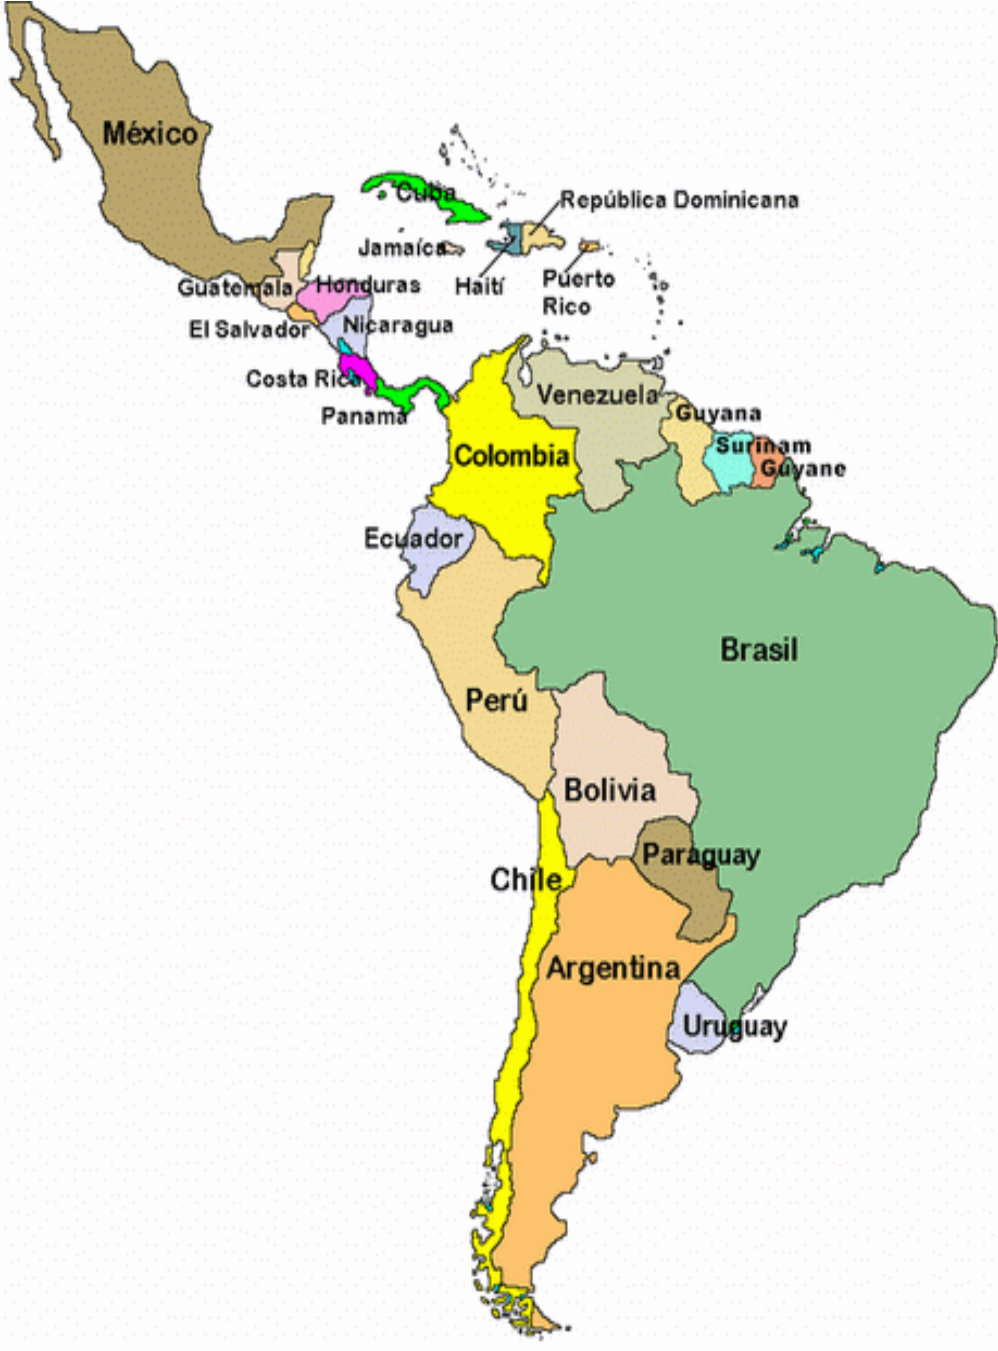 México
Cuba
República Dominicana
Jamaíca
Haití
Puerto
Rico
Guatemala
Honduras
El Salvador
Nicaragua
Costa Rica
Panamá
Venezuela
Guyana
Surinam
Guyane
Colombia
Ecuador
Brasil
Perú
Bolivia
Paraguay
Chile
Argentina
Uruguay